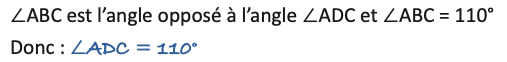 ∠ABC est l’angle opposé à l’angle ∠ADC et ∠ABC = 110°
Donc : ∠ADC = 110°